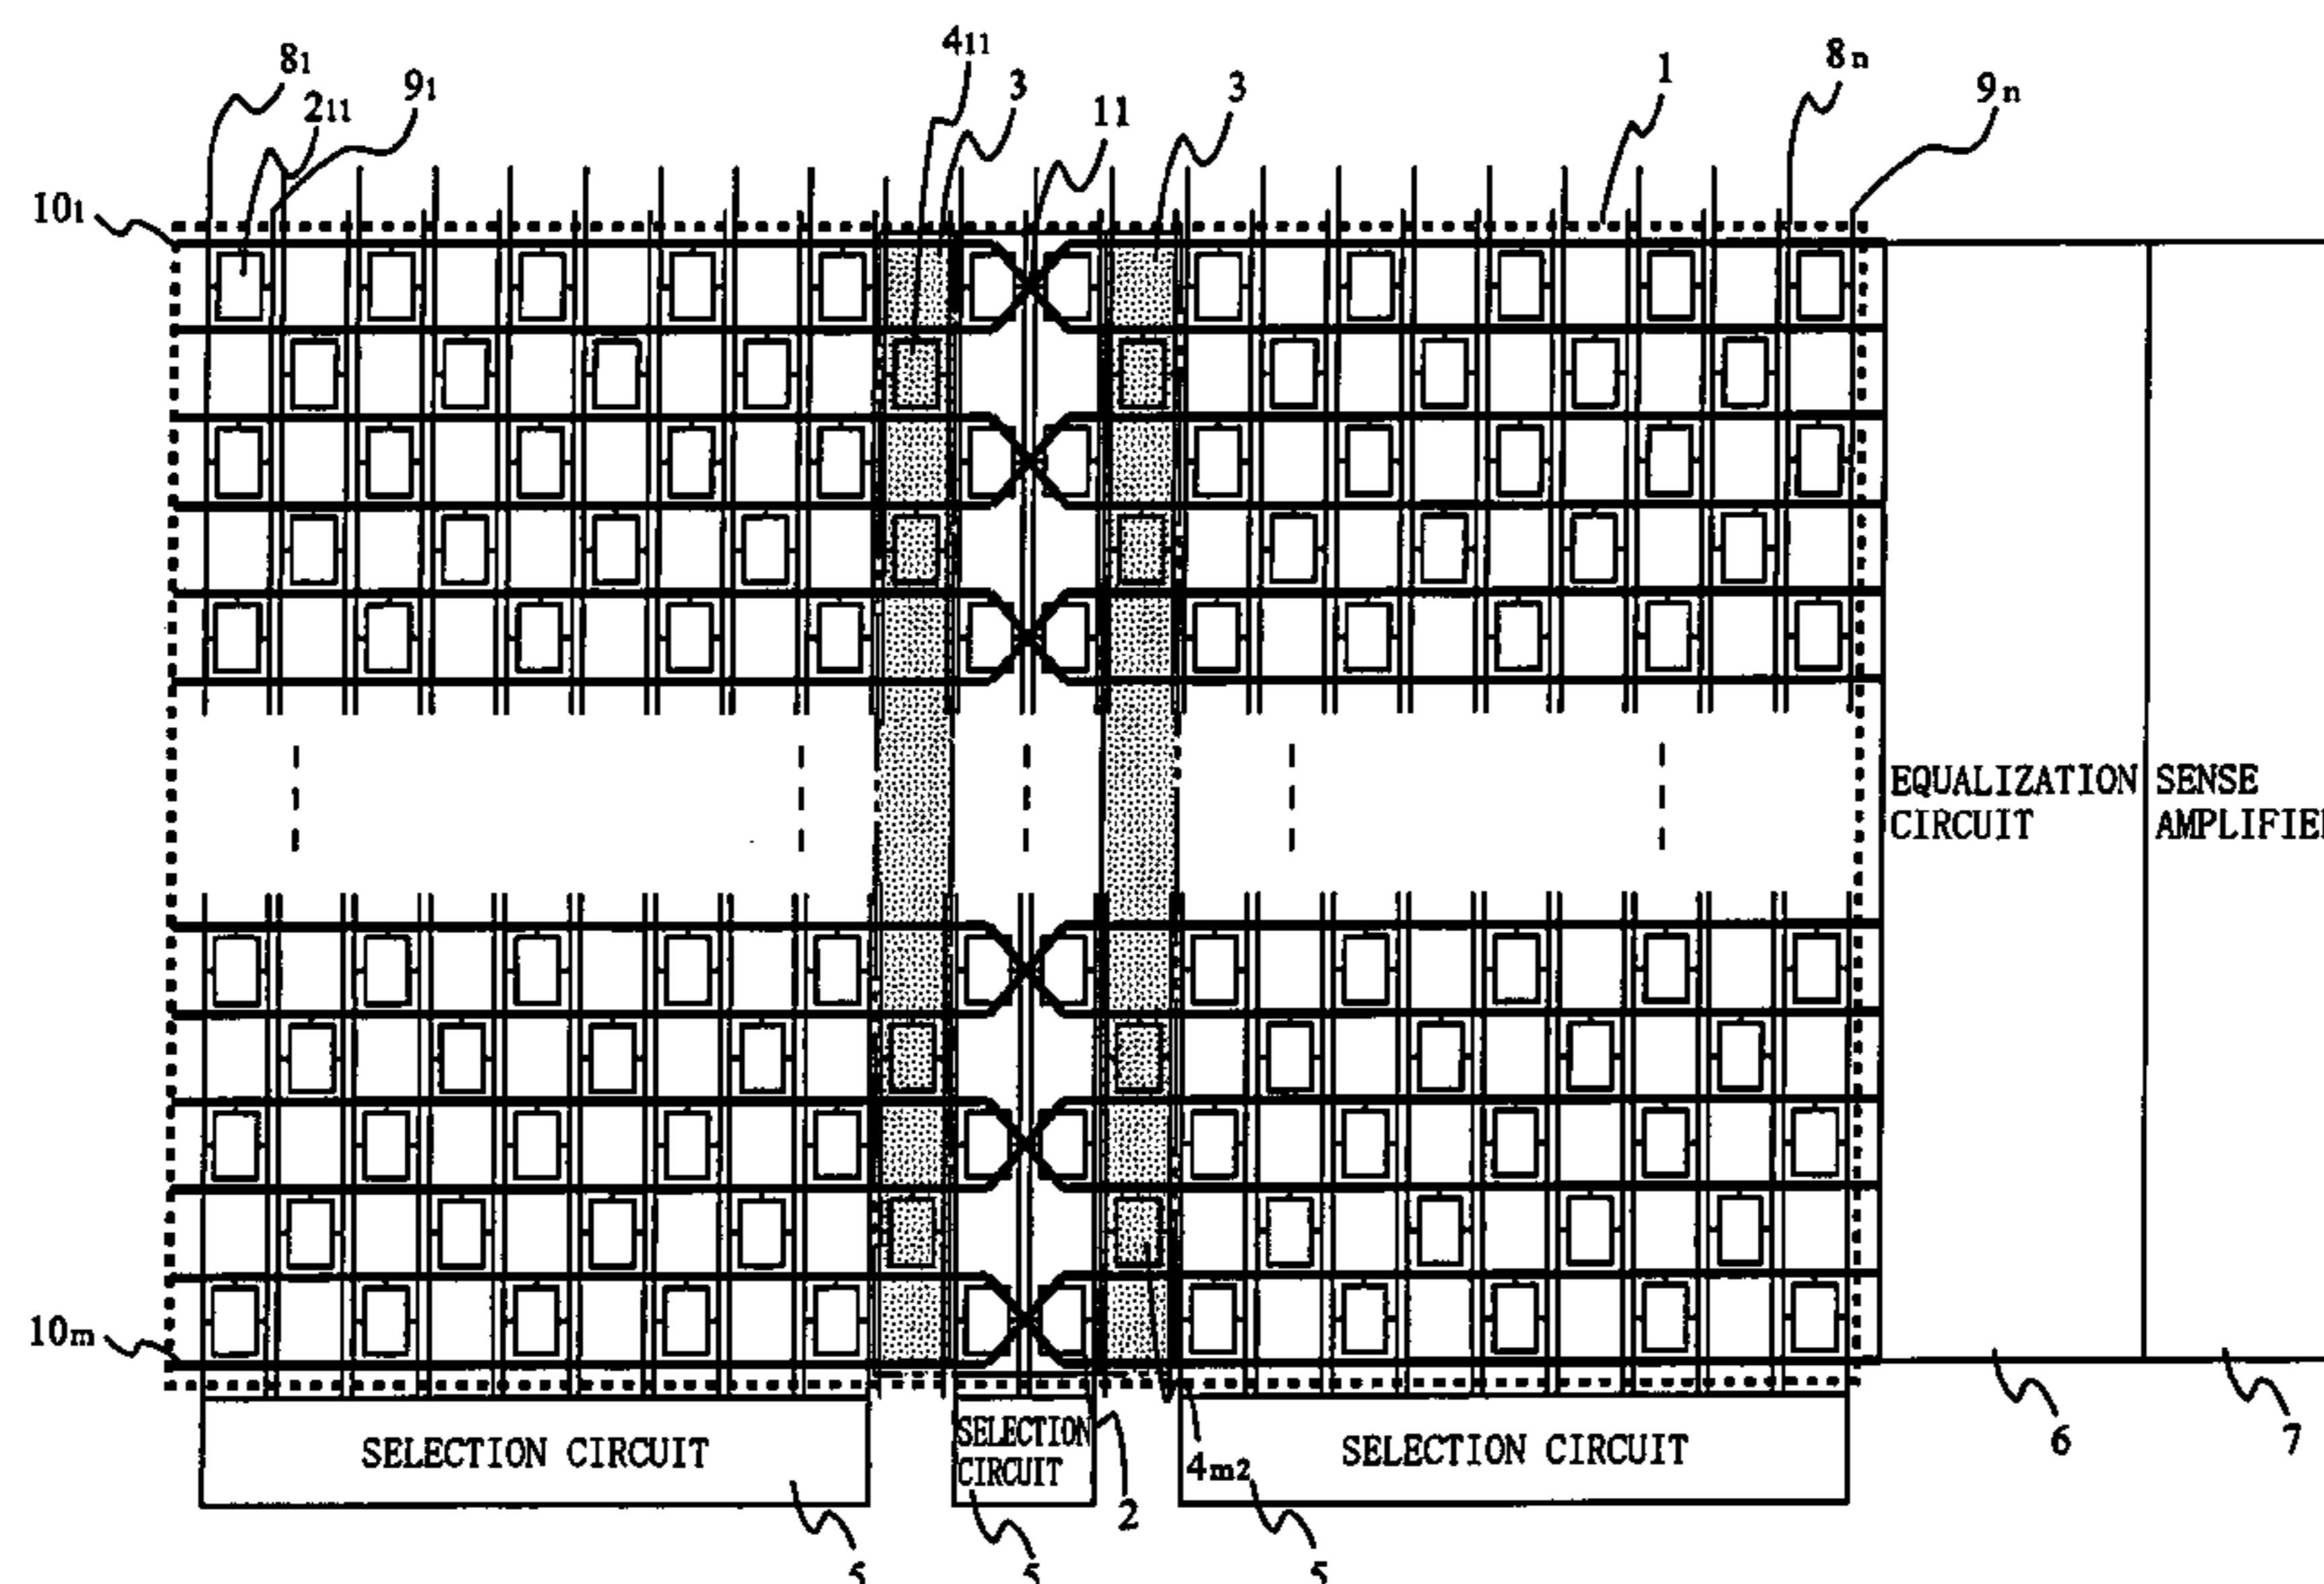 4₁₁
8₁
2₁₁
9₁
3
11
3
1
8n
9n
10₁
EQUALIZATION
CIRCUIT
SENSE
10m
SELECTION CIRCUIT
SELECTION
CIRCUIT
SELECTION CIRCUIT
4m2
2
6
7
5
5
5